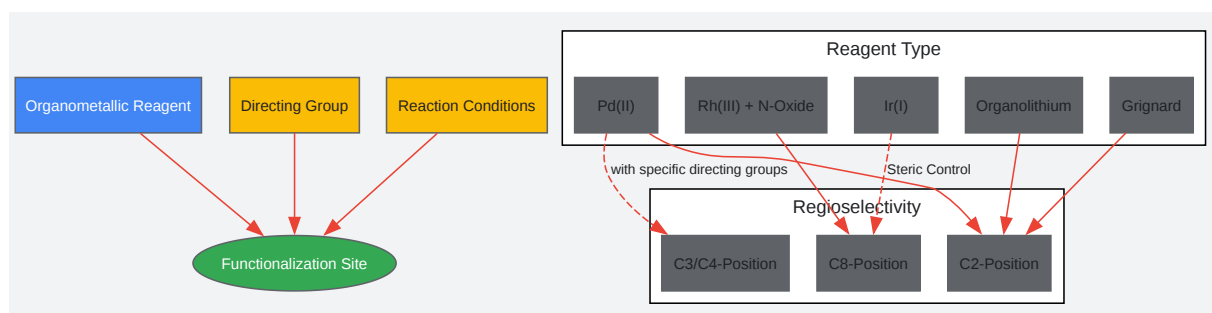 Reagent Type
Organometallic Reagent
Directing Group
Reaction Conditions
Pd(II)
Rh(III) + N-Oxide
Ir(I)
Organolithium
Grignard
with specific directing groups
Steric Control
Regioselectivity
Functionalization Site
C3/C4-Position
C8-Position
C2-Position